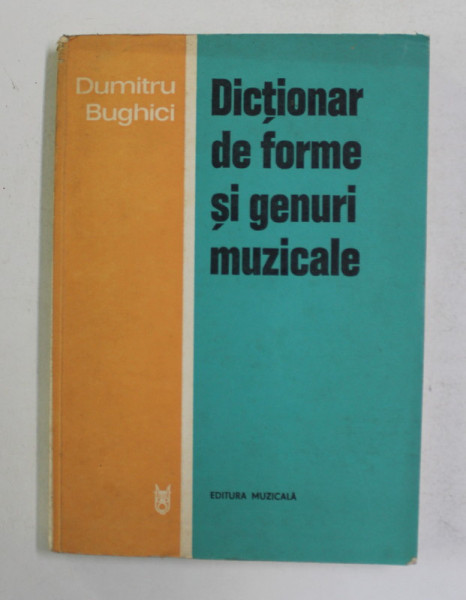 Dumitru
Bughici
Dicționar
de forme
și genuri
muzicale
EDITURA MUZICALĂ